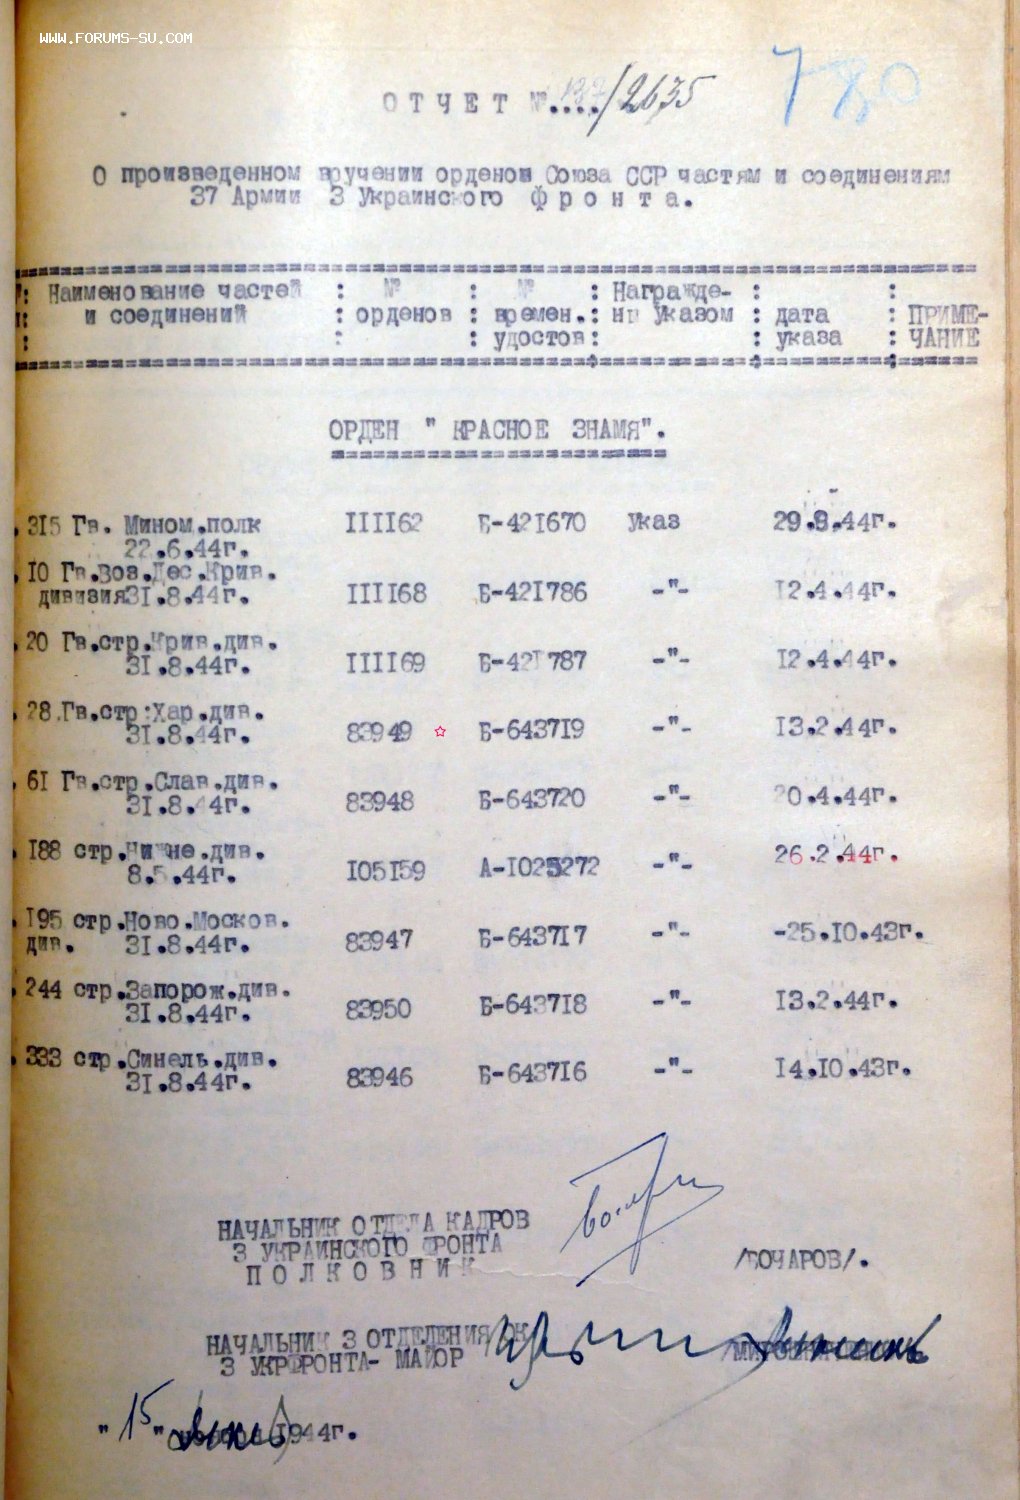 WWW.FORUMS-SU.COM
780
ОТЧЕТ №..../2635
О произведенном вручении орденов Союза ССР частям и соединениям
37 Армии 3 Украинского фронта.
Наименование частей : № : № : Награжде- : :
и соединений : орденов : времен. : ны Указом : дата : ПРИМЕ-
: : удостов: : указа : ЧАНИЕ
ОРДЕН " КРАСНОЕ ЗНАМЯ".
315 Гв. Мином.полк IIII62 Б-421670 Указ 29.8.44г.
22.6.44г.
10 Гв.Воз.Дес.Крив.
дивизия31.8.44г. IIII68 Б-421786 -"- 12.4.44г.
20 Гв.стр.Крив.див.
31.8.44г. IIII69 Б-421787 -"- 12.4.44г.
28.Гв.стр:Хар.див.
31.8.44г. 83949 Б-643719 -"- 13.2.44г.
61 Гв.стр.Слав.див.
31.8.44г. 83948 Б-643720 -"- 20.4.44г.
188 стр.Нижне.див.
8.5.44г. 105159 А-1025272 -"- 26.2.44г.
195 стр.Ново.Москов.
див. 31.8.44г. 83947 Б-643717 -"- -25.10.43г.
244 стр.Запорож.див.
31.8.44г. 83950 Б-643718 -"- 13.2.44г.
333 стр.Синель.див.
31.8.44г. 83946 Б-643716 -"- 14.10.43г.
НАЧАЛЬНИК ОТДЕЛА КАДРОВ
3 УКРАИНСКОГО ФРОНТА
ПОЛКОВНИК /БОЧАРОВ/.
НАЧАЛЬНИК 3 ОТДЕЛЕНИЯ ОК
3 УКРФРОНТА- МАЙОР
"15" 1944г.